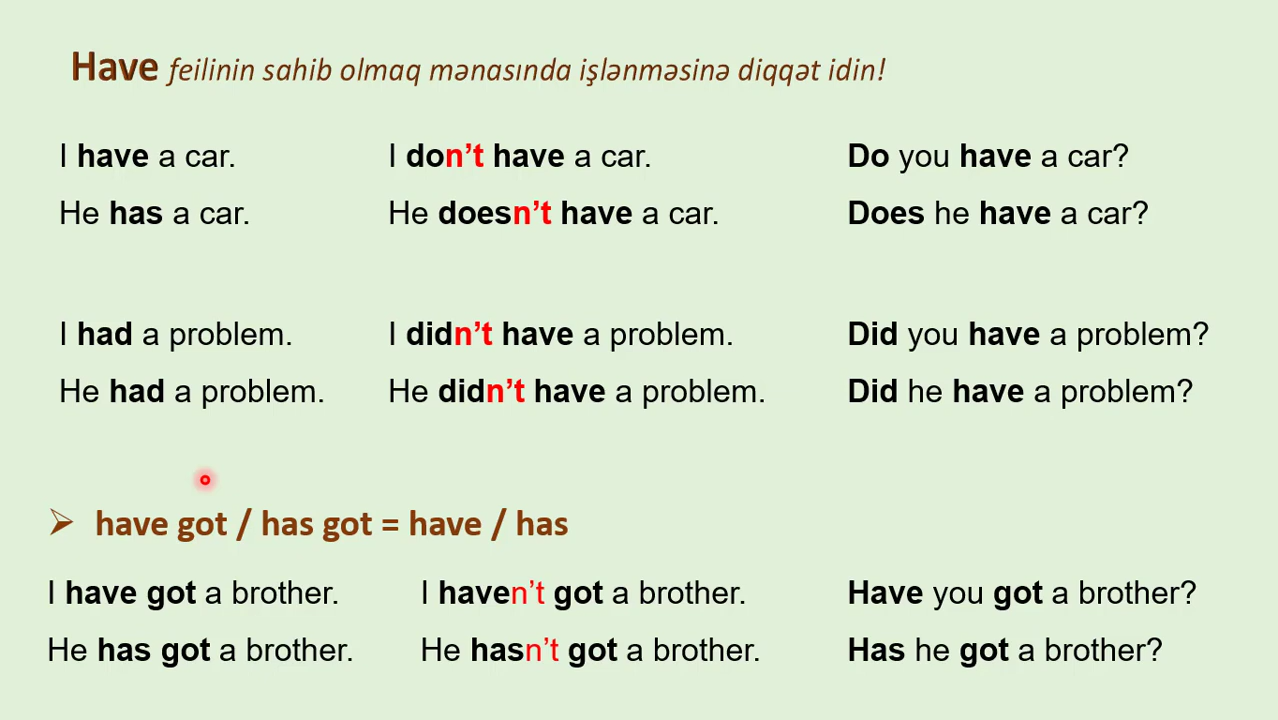 Have feilinin sahib olmaq mənasında işlənməsinə diqqət idin!
I have a car. I don’t have a car. Do you have a car?
He has a car. He doesn’t have a car. Does he have a car?
I had a problem. I didn’t have a problem. Did you have a problem?
He had a problem. He didn’t have a problem. Did he have a problem?
➢ have got / has got = have / has
I have got a brother. I haven’t got a brother. Have you got a brother?
He has got a brother. He hasn’t got a brother. Has he got a brother?